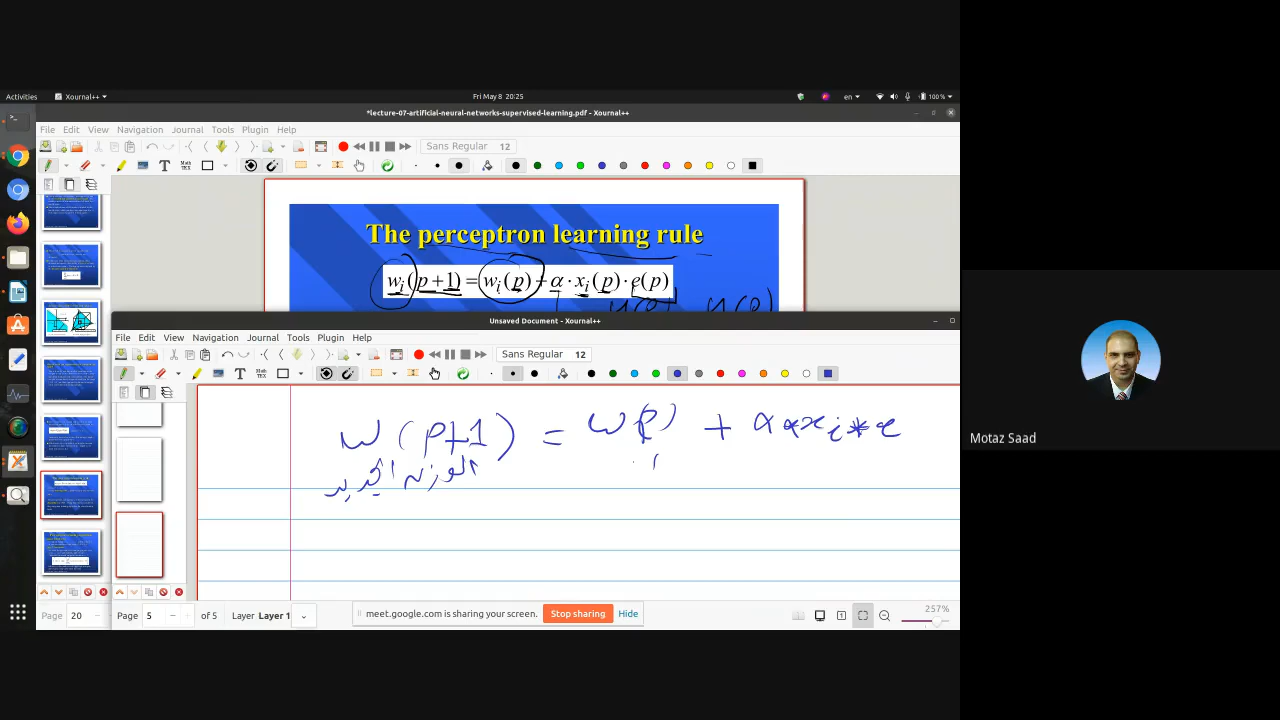 Activities Xournal++ Fri May 8 20:25 en 100%
*lecture-07-artificial-neural-networks-supervised-learning.pdf - Xournal++
File Edit View Navigation Journal Tools Plugin Help
Sans Regular 12
The perceptron learning rule
wᵢ(p+1) = wᵢ(p) + α · xᵢ(p) · e(p)
y(p)
Unsaved Document - Xournal++
File Edit View Navigation Journal Tools Plugin Help
Sans Regular 12
w (p+1) = w(p) + α * xᵢ * e
الوزن الجديد
Page 20
Page 5 of 5 Layer Layer 1
meet.google.com is sharing your screen. Stop sharing Hide
257%
Motaz Saad